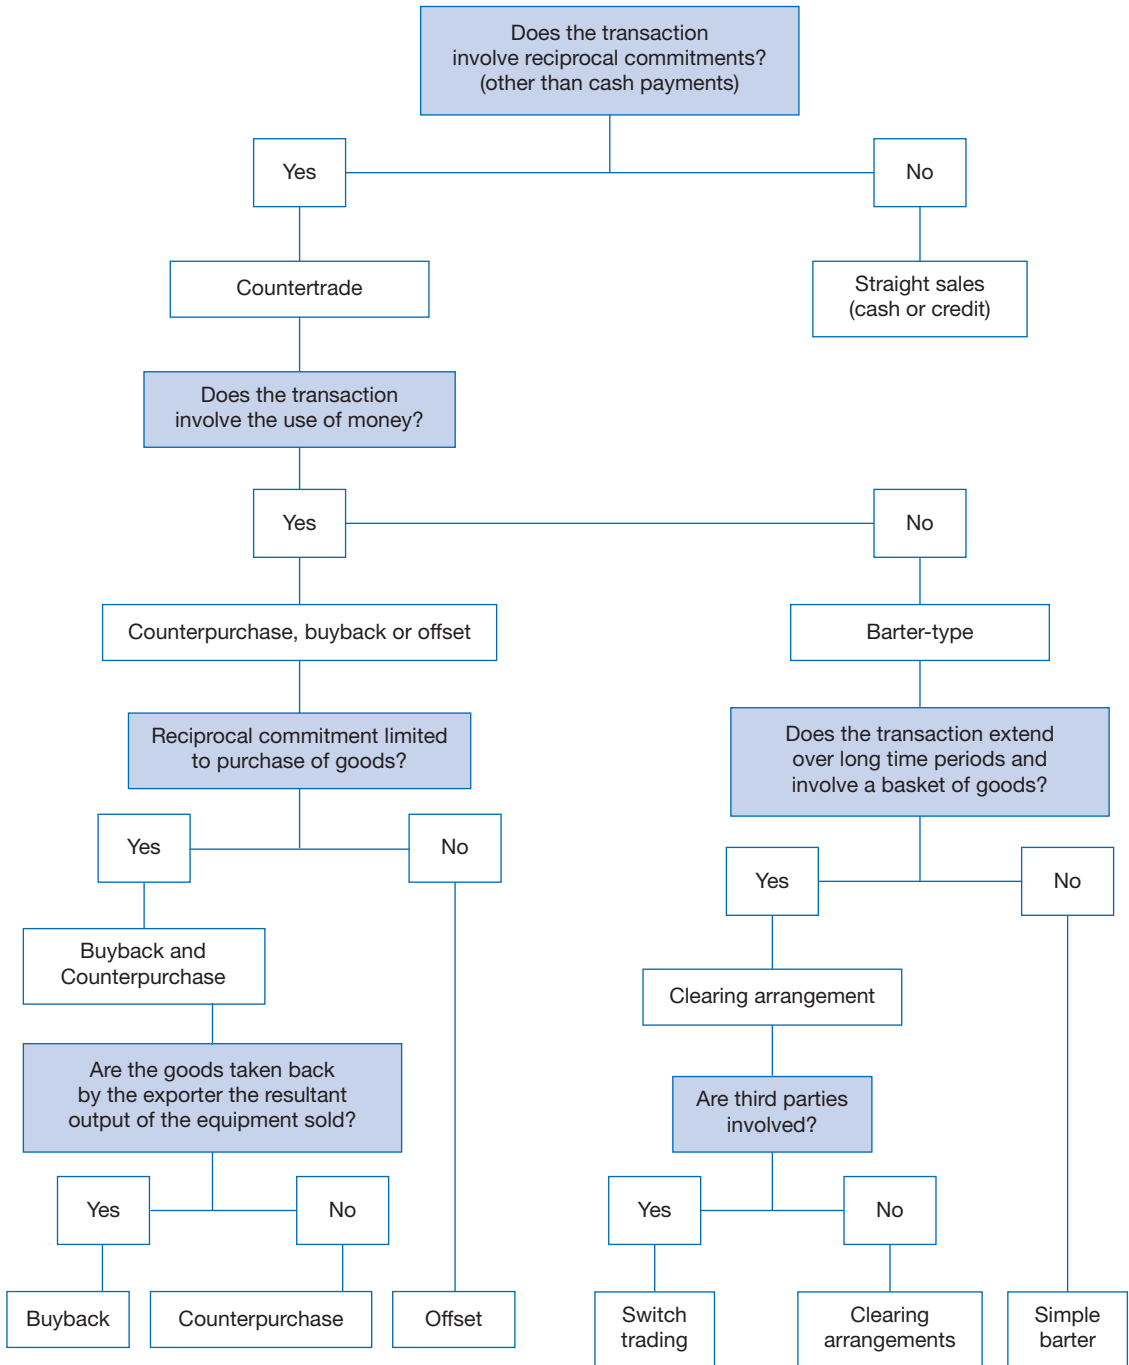 Does the transaction
involve reciprocal commitments?
(other than cash payments)
Yes
No
Countertrade
Straight sales
(cash or credit)
Does the transaction
involve the use of money?
Yes
No
Counterpurchase, buyback or offset
Barter-type
Reciprocal commitment limited
to purchase of goods?
Does the transaction extend
over long time periods and
involve a basket of goods?
Yes
No
Yes
No
Buyback and
Counterpurchase
Clearing arrangement
Are the goods taken back
by the exporter the resultant
output of the equipment sold?
Are third parties
involved?
Yes
No
Yes
No
Buyback
Counterpurchase
Offset
Switch
trading
Clearing
arrangements
Simple
barter